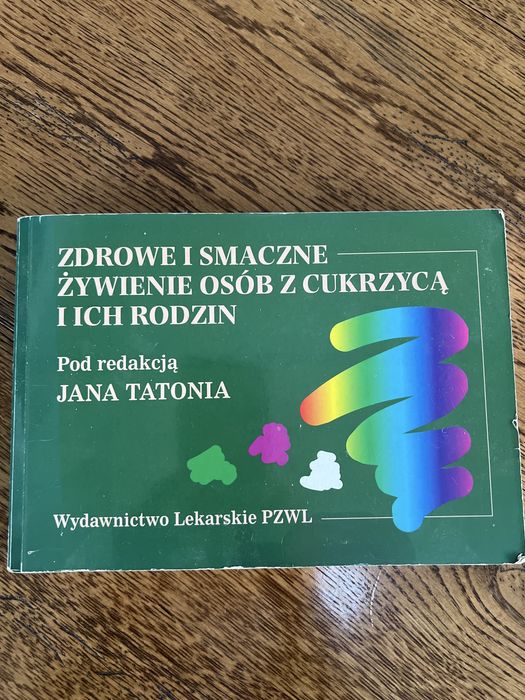 ZDROWE I SMACZNE
ŻYWIENIE OSÓB Z CUKRZYCĄ
I ICH RODZIN
Pod redakcją
JANA TATONIA
Wydawnictwo Lekarskie PZWL